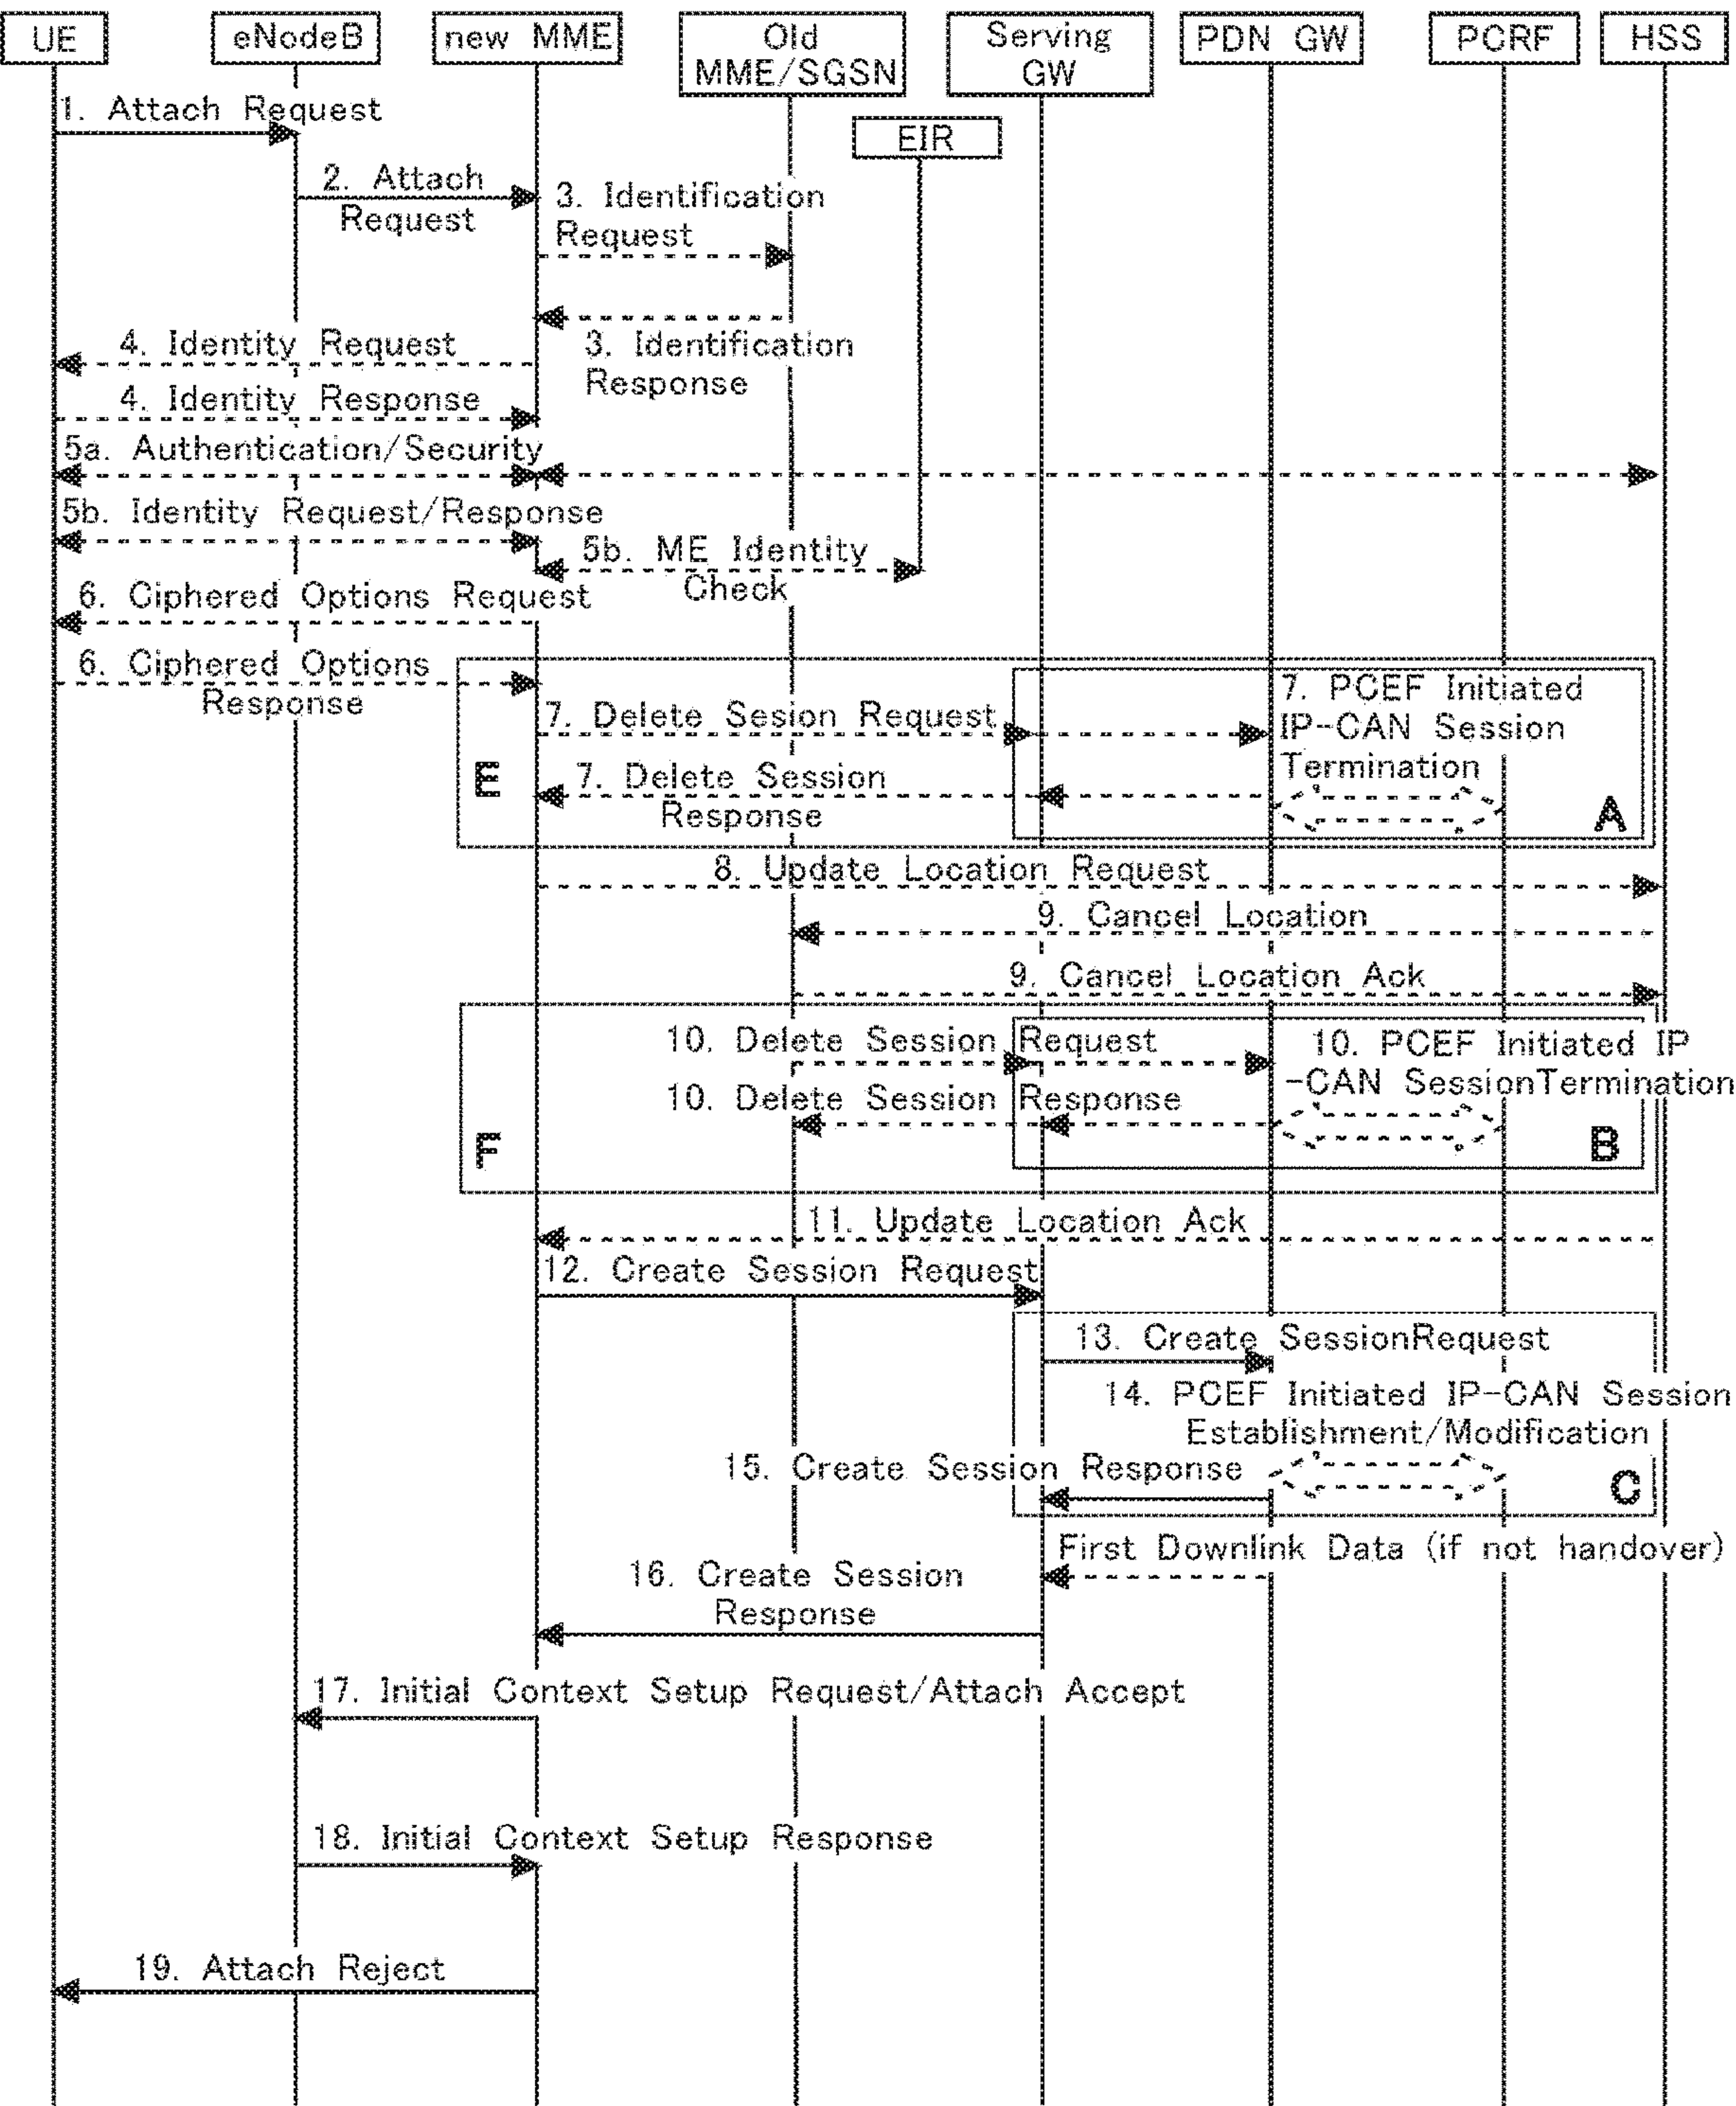 UE
eNodeB
new MME
Old
MME/SGSN
Serving
GW
PDN GW
PCRF
HSS
EIR
1. Attach Request
2. Attach
Request
3. Identification
Request
3. Identification
Response
4. Identity Request
4. Identity Response
5a. Authentication/Security
5b. Identity Request/Response
5b. ME Identity
Check
6. Ciphered Options Request
6. Ciphered Options
Response
7. Delete Sesion Request
7. PCEF Initiated
IP-CAN Session
Termination
7. Delete Session
Response
E
A
8. Update Location Request
9. Cancel Location
9. Cancel Location Ack
10. Delete Session Request
10. PCEF Initiated IP
-CAN SessionTermination
10. Delete Session Response
F
B
11. Update Location Ack
12. Create Session Request
13. Create SessionRequest
14. PCEF Initiated IP-CAN Session
Establishment/Modification
15. Create Session Response
C
First Downlink Data (if not handover)
16. Create Session
Response
17. Initial Context Setup Request/Attach Accept
18. Initial Context Setup Response
19. Attach Reject